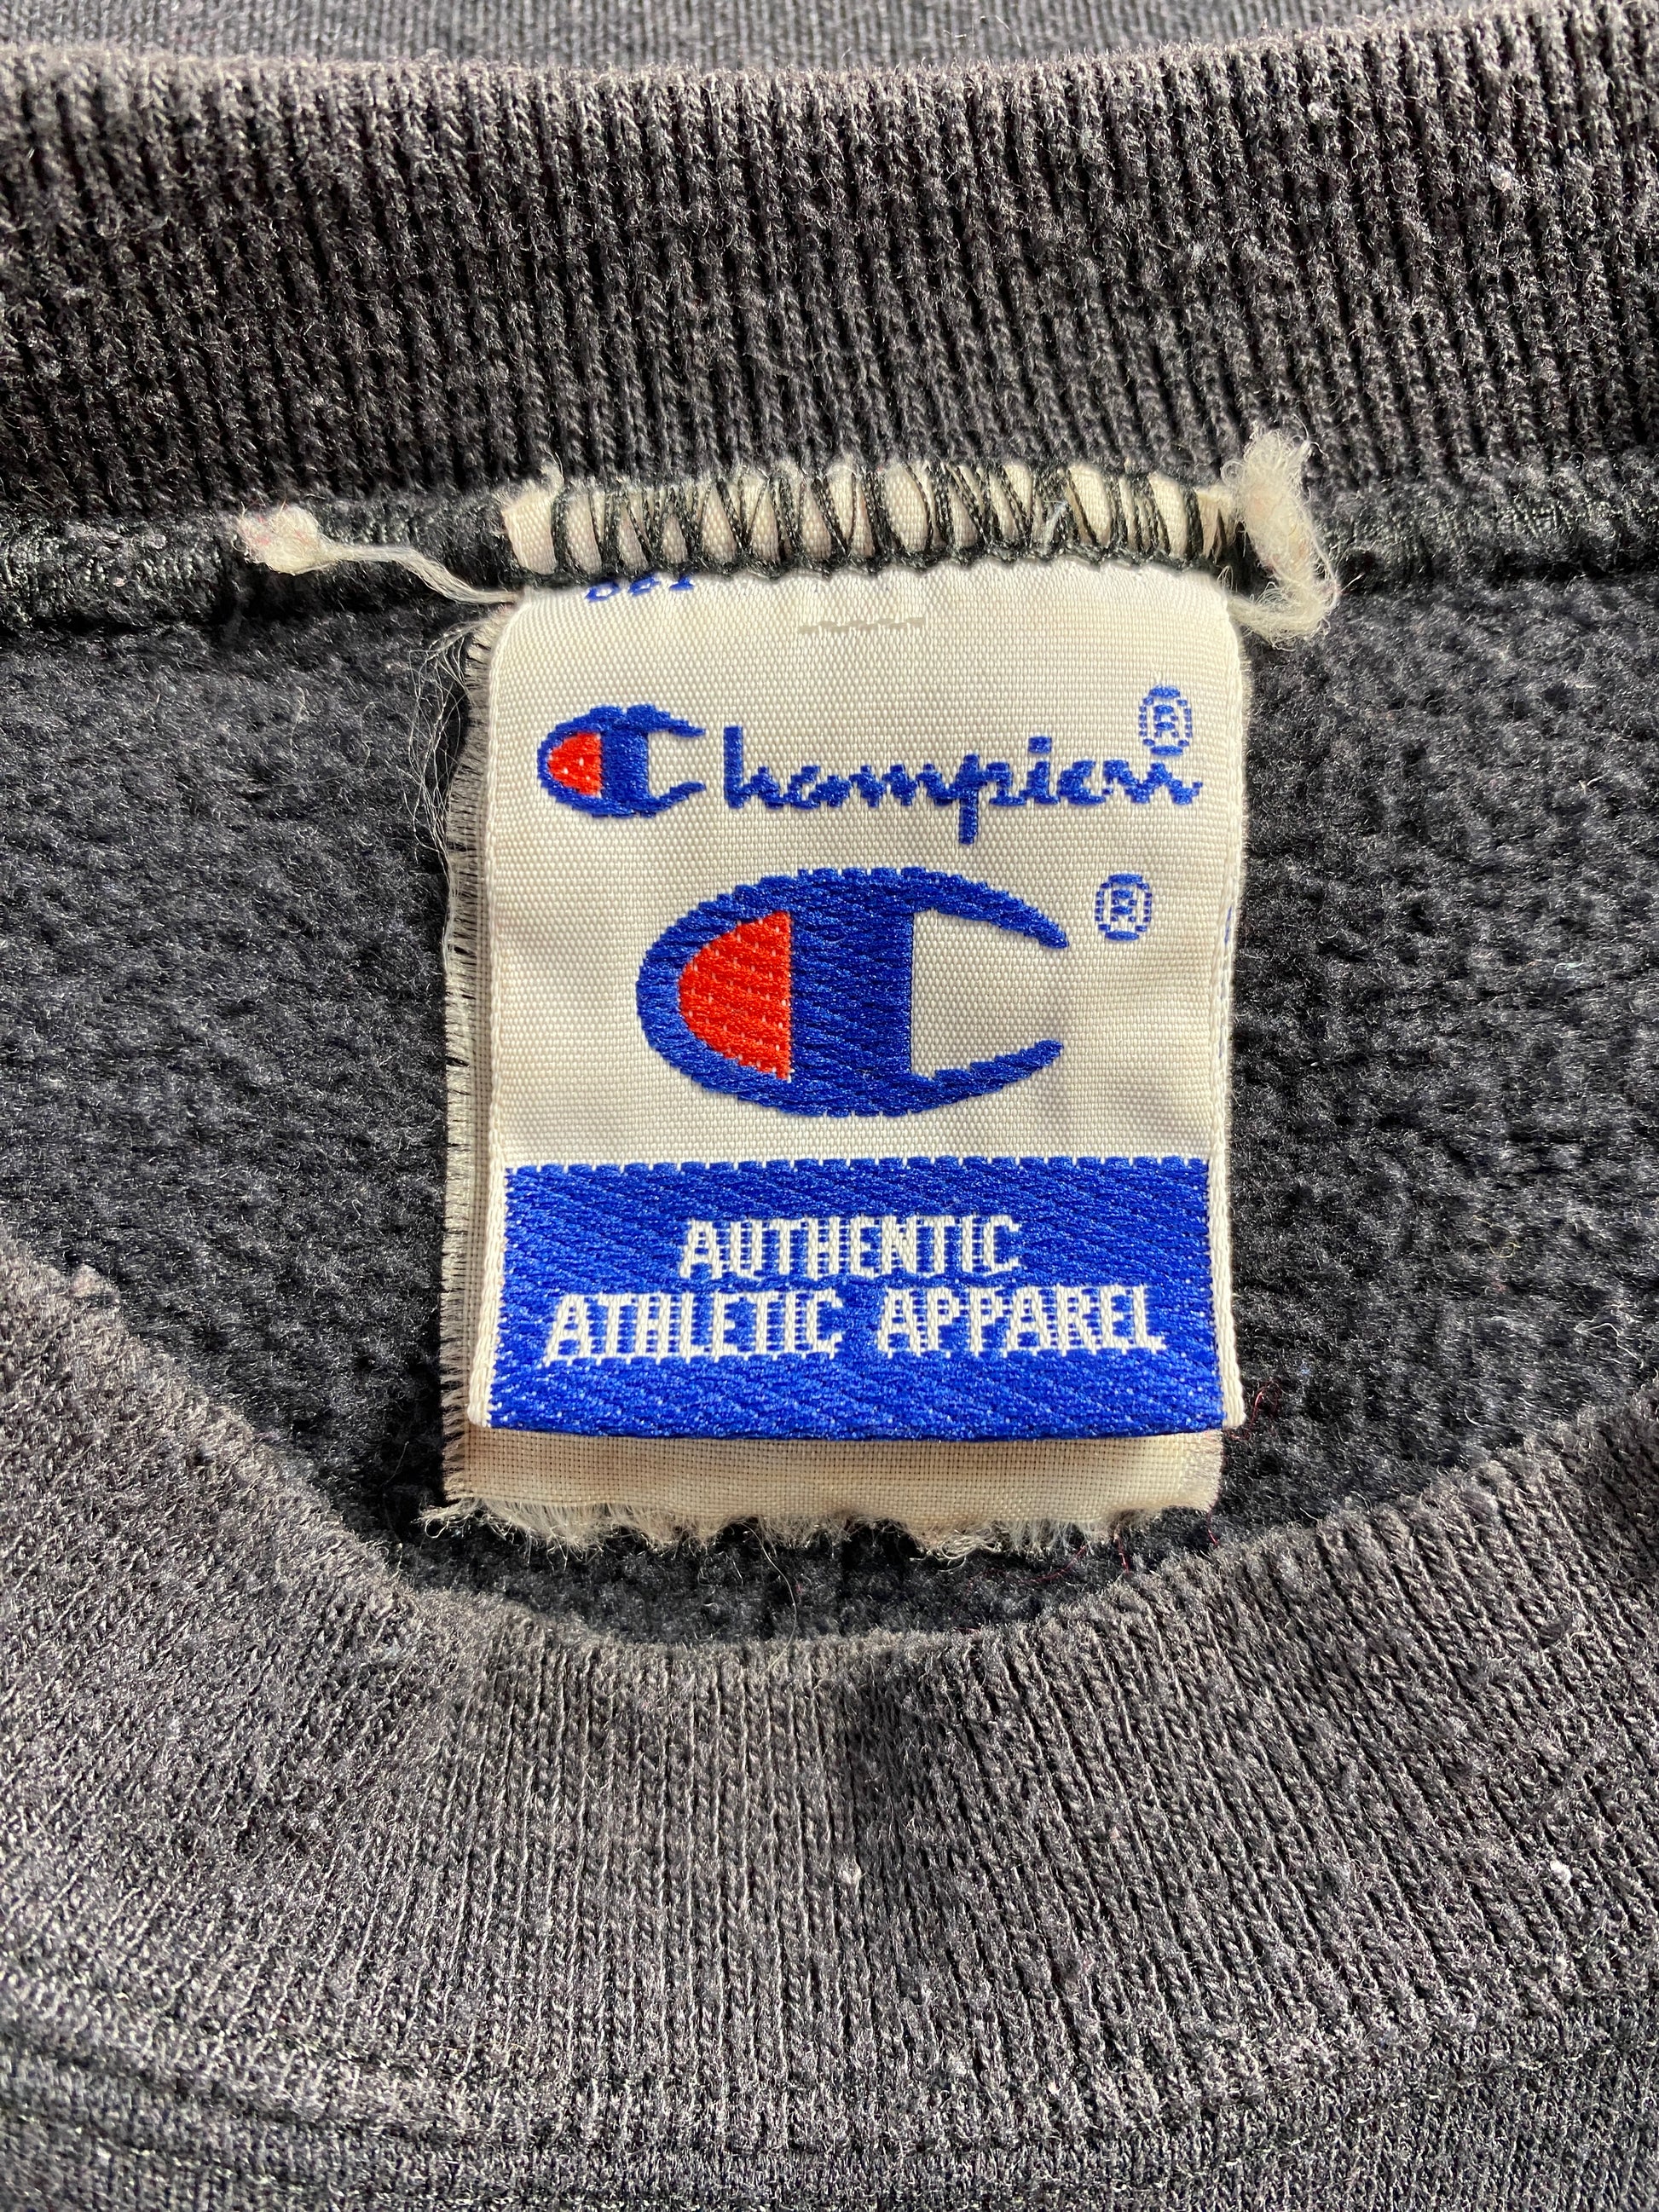 Champion®
®
AUTHENTIC
ATHLETIC APPAREL